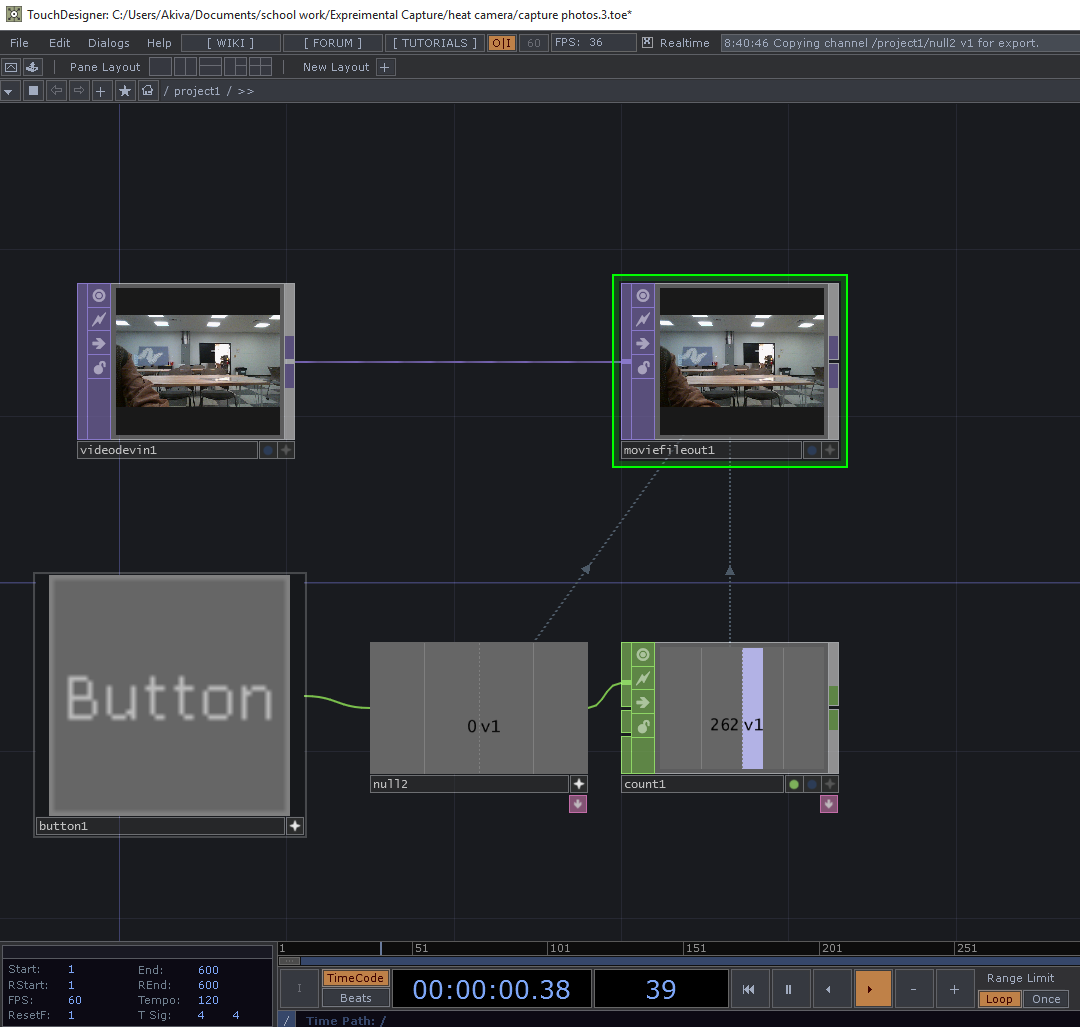 TouchDesigner: C:/Users/Akiva/Documents/school work/Expreimental Capture/heat camera/capture photos.3.toe*
File Edit Dialogs Help [ WIKI ] [ FORUM ] [ TUTORIALS ] O|I 60 FPS: 36 Realtime 8:40:46 Copying channel /project1/null2 v1 for export.
Pane Layout New Layout +
/ project1 / >>
videodevin1
moviefileout1
Button
0 v1
262 v1
null2
count1
button1
1 51 101 151 201 251
Start: 1 End: 600
RStart: 1 REnd: 600
FPS: 60 Tempo: 120
ResetF: 1 T Sig: 4 4
I TimeCode 00:00:00.38 39 - + Range Limit
Beats Loop Once
/ Time Path: /